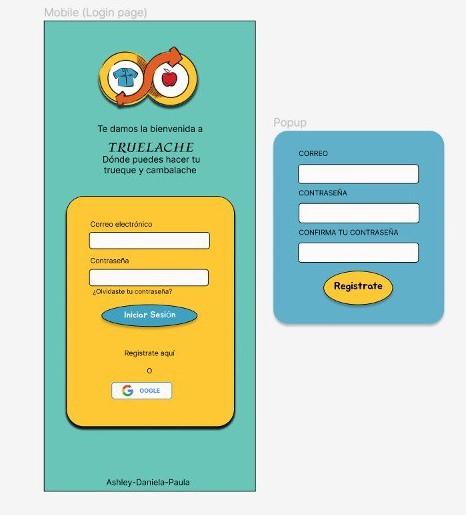 Mobile (Login page)
Te damos la bienvenida a
TRUELACHE
Dónde puedes hacer tu
trueque y cambalache
Correo electrónico
Contraseña
¿Olvidaste tu contraseña?
Iniciar Sesión
Registrate aquí
O
GOOGLE
Ashley-Daniela-Paula
Popup
CORREO
CONTRASEÑA
CONFIRMA TU CONTRASEÑA
Registrate